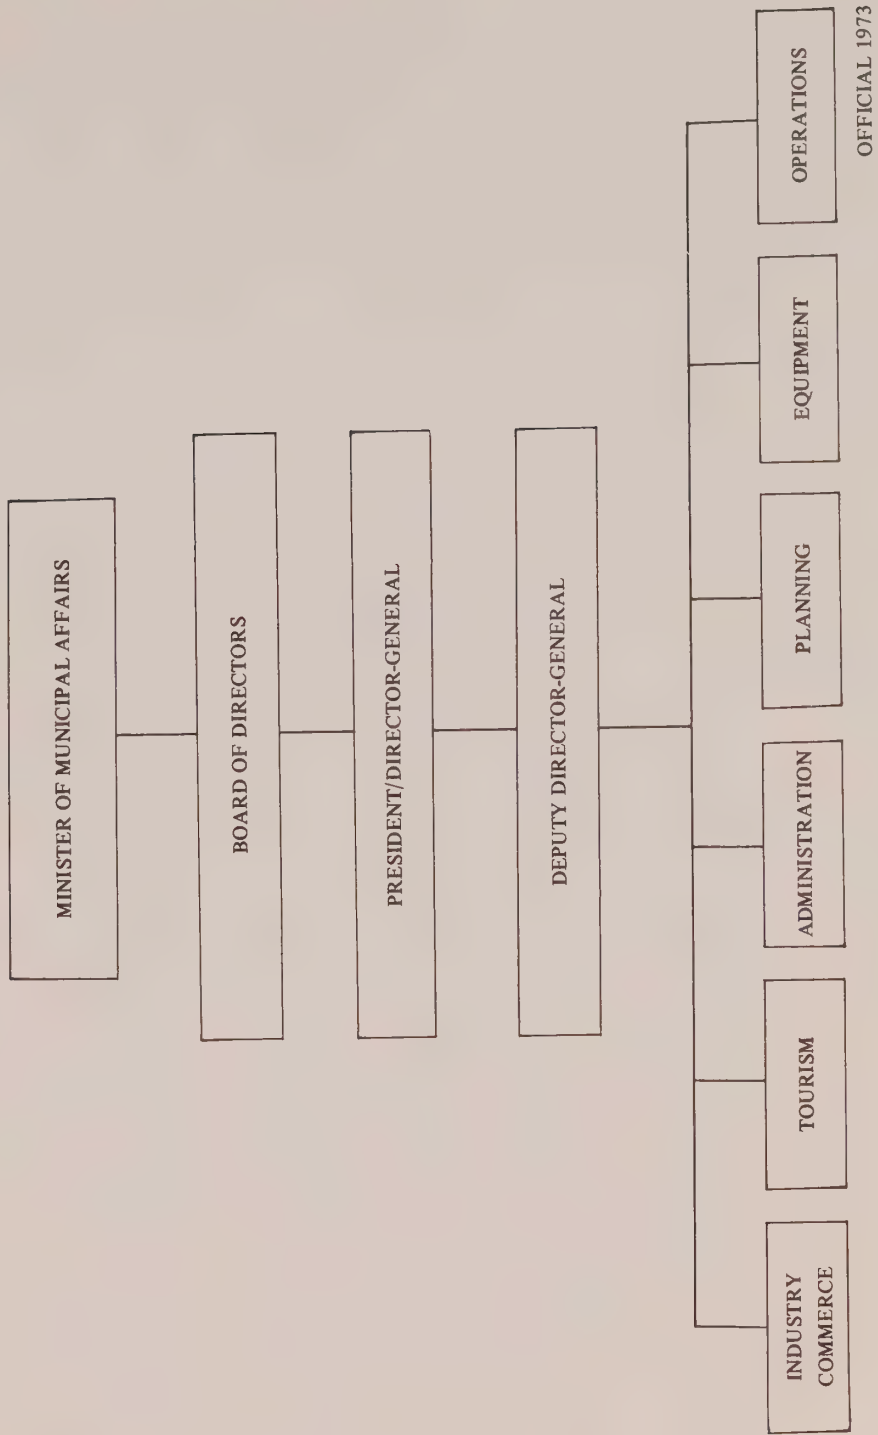 MINISTER OF MUNICIPAL AFFAIRS
BOARD OF DIRECTORS
PRESIDENT/DIRECTOR-GENERAL
DEPUTY DIRECTOR-GENERAL
INDUSTRY
COMMERCE
TOURISM
ADMINISTRATION
PLANNING
EQUIPMENT
OPERATIONS
OFFICIAL 1973